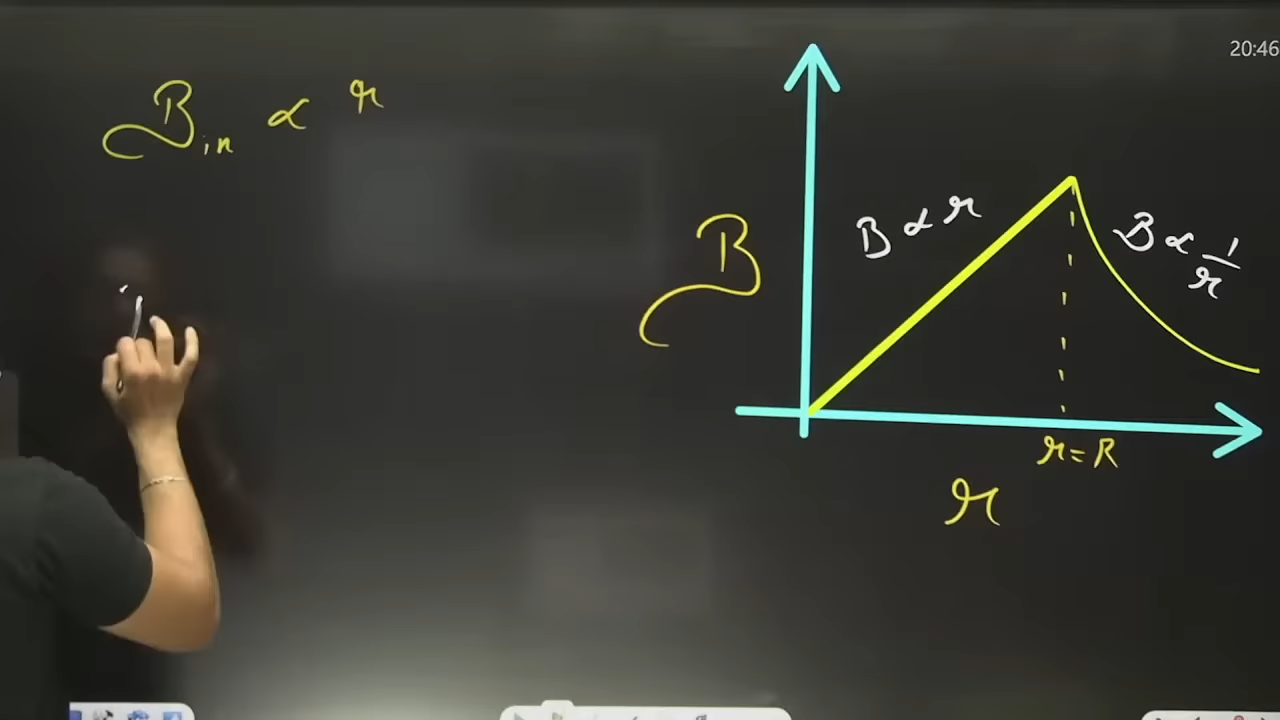 B_in ∝ r
20:46
B ∝ r
B ∝ 1/r
B
r = R
r